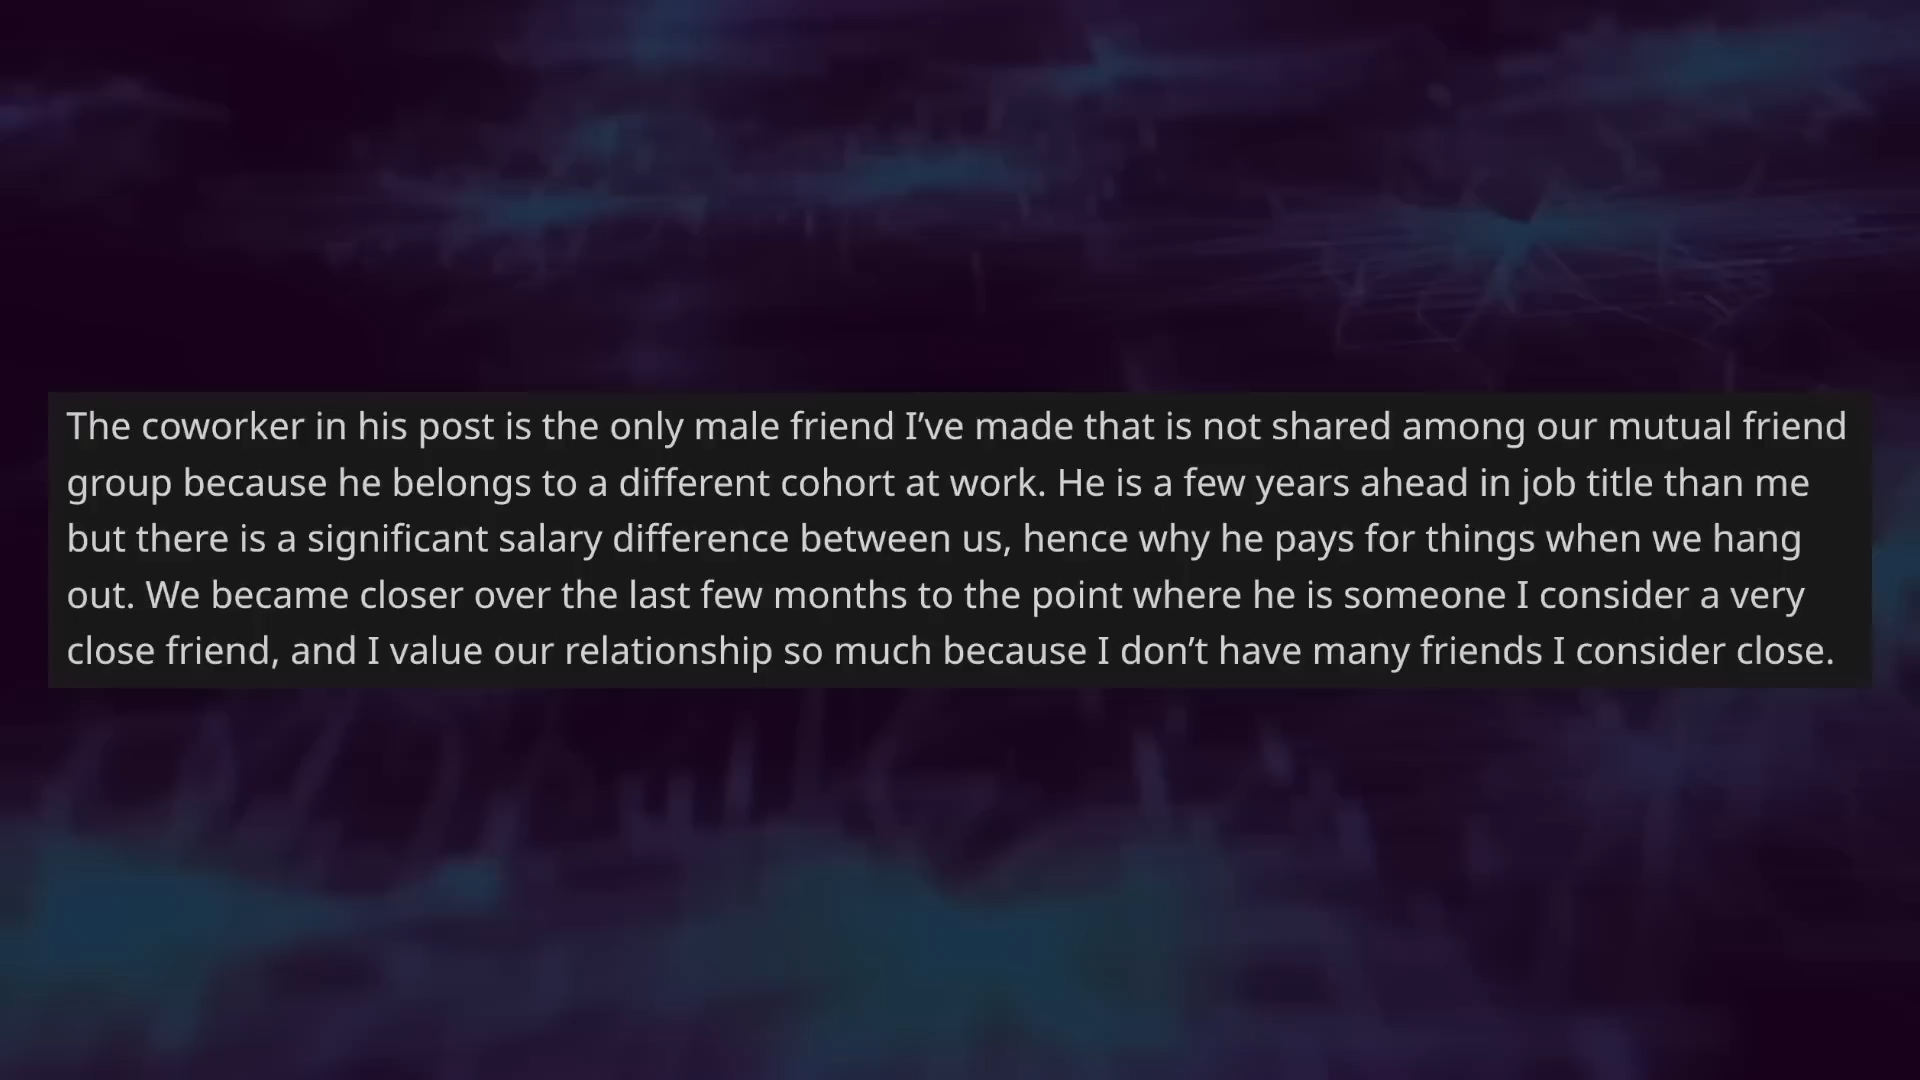 The coworker in his post is the only male friend I’ve made that is not shared among our mutual friend
group because he belongs to a different cohort at work. He is a few years ahead in job title than me
but there is a significant salary difference between us, hence why he pays for things when we hang
out. We became closer over the last few months to the point where he is someone I consider a very
close friend, and I value our relationship so much because I don’t have many friends I consider close.